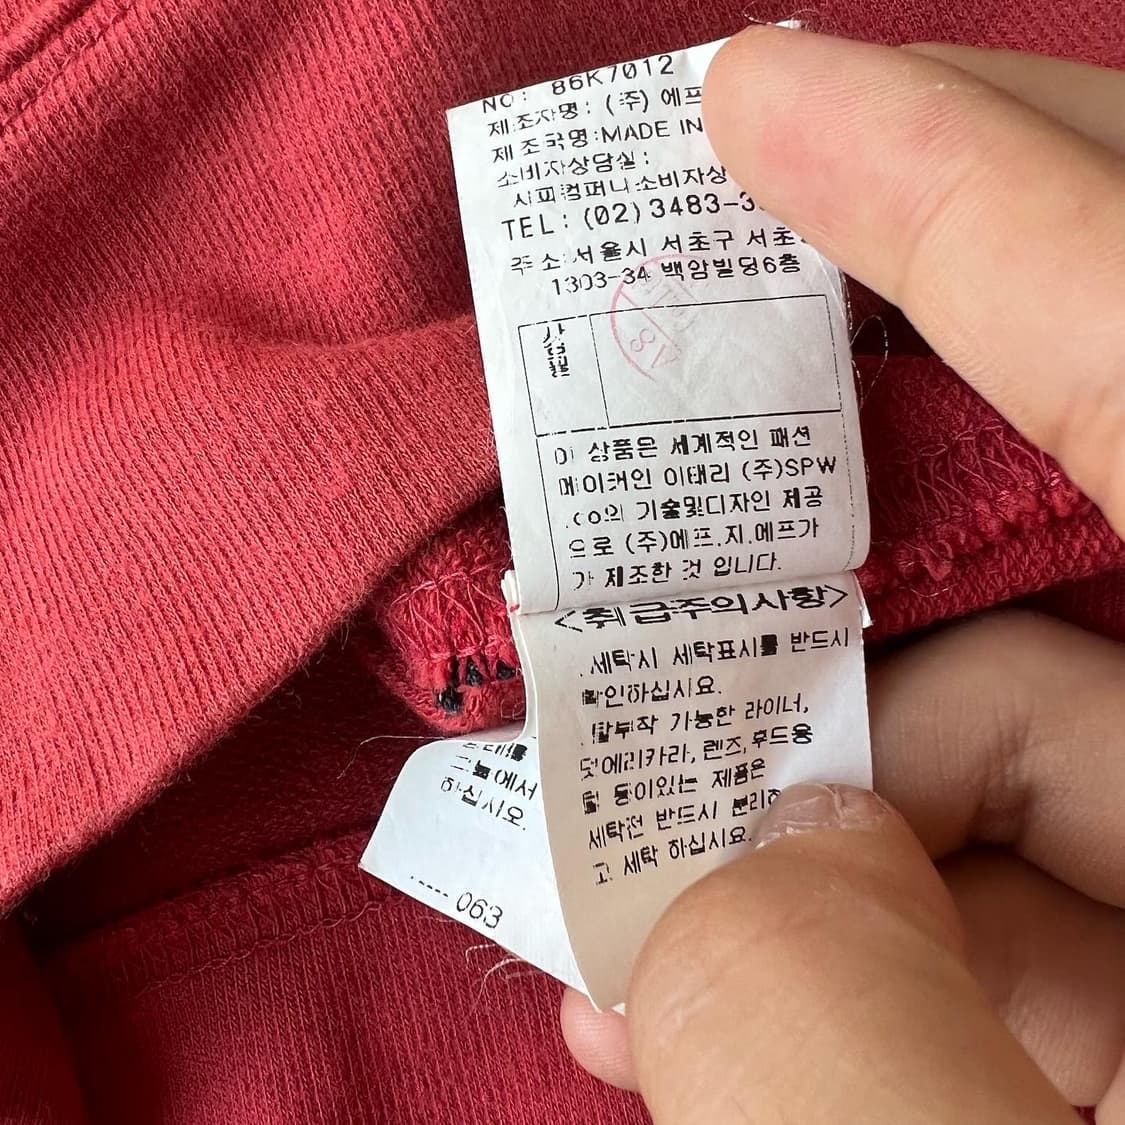 NO: 86K7012
제조자명: (주) 에프
제조국명:MADE IN
소비자상담실:
시피컴퍼니소비자상
TEL: (02)3483-3
주소:서울시 서초구 서초
1303-34 백암빌딩6층
이 상품은 세계적인 패션
메이커인 이태리 (주)SPW
.co의 기술및디자인 제공
으로 (주)에프.지.에프가
가 제조한 것 입니다.
<취급주의사항>
.세탁시 세탁표시를 반드시
확인하십시요.
.탈부착 가능한 라이너,
덧에리카라, 렌즈,후드용
털 등이있는 제품은
세탁전 반드시 분리하
고 세탁 하십시요.
그늘에서
하십시오.
----- 063